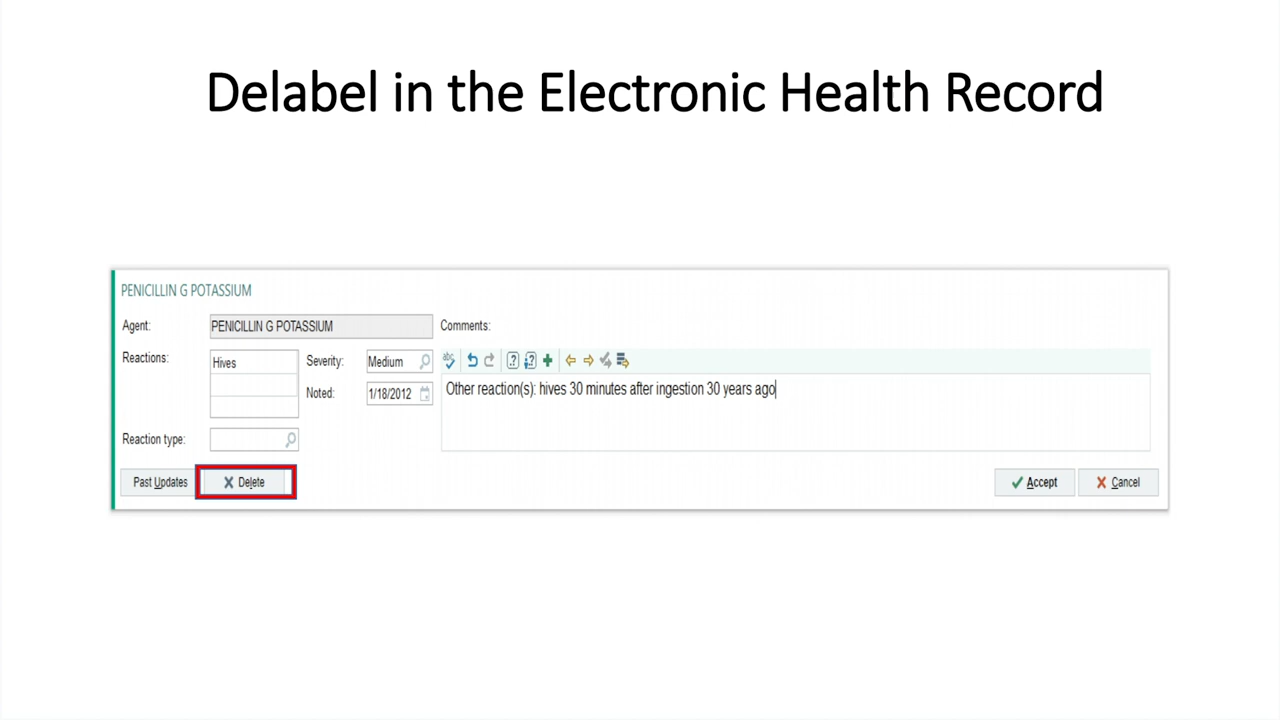 Delabel in the Electronic Health Record
PENICILLIN G POTASSIUM
Agent: PENICILLIN G POTASSIUM Comments:
Reactions: Hives Severity: Medium
Noted: 1/18/2012
Other reaction(s): hives 30 minutes after ingestion 30 years ago
Reaction type:
Past Updates Delete Accept Cancel